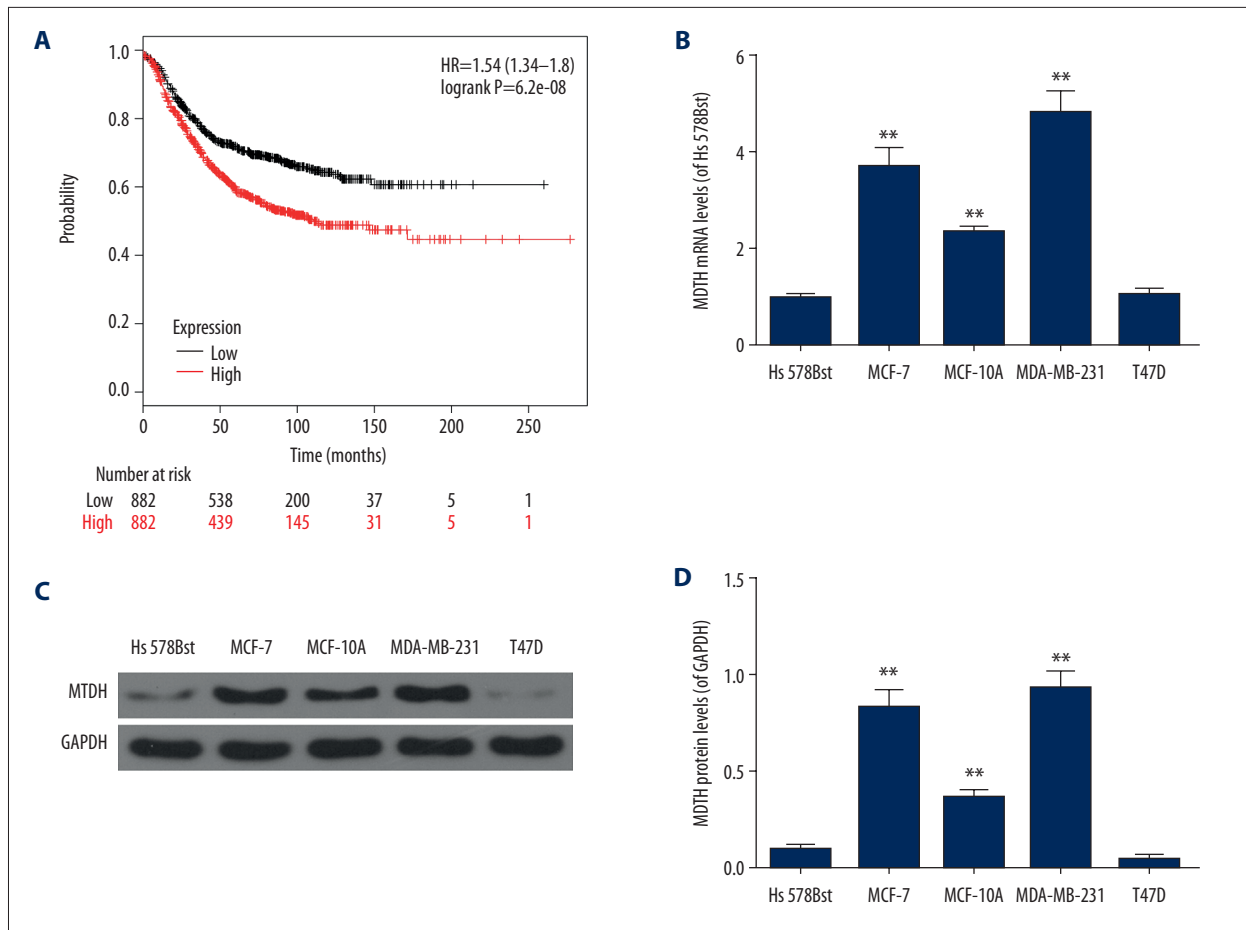 A
HR=1.54 (1.34–1.8)
logrank P=6.2e-08
Probability
1.0
0.8
0.6
0.4
0.2
0.0
Expression
Low
High
0 50 100 150 200 250
Time (months)
Number at risk
Low 882 538 200 37 5 1
High 882 439 145 31 5 1
B
MDTH mRNA levels (of Hs 578Bst)
6
4
2
0
** ** ** 
Hs 578Bst MCF-7 MCF-10A MDA-MB-231 T47D
C
Hs 578Bst MCF-7 MCF-10A MDA-MB-231 T47D
MTDH
GAPDH
D
MDTH protein levels (of GAPDH)
1.5
1.0
0.5
0.0
** ** **
Hs 578Bst MCF-7 MCF-10A MDA-MB-231 T47D